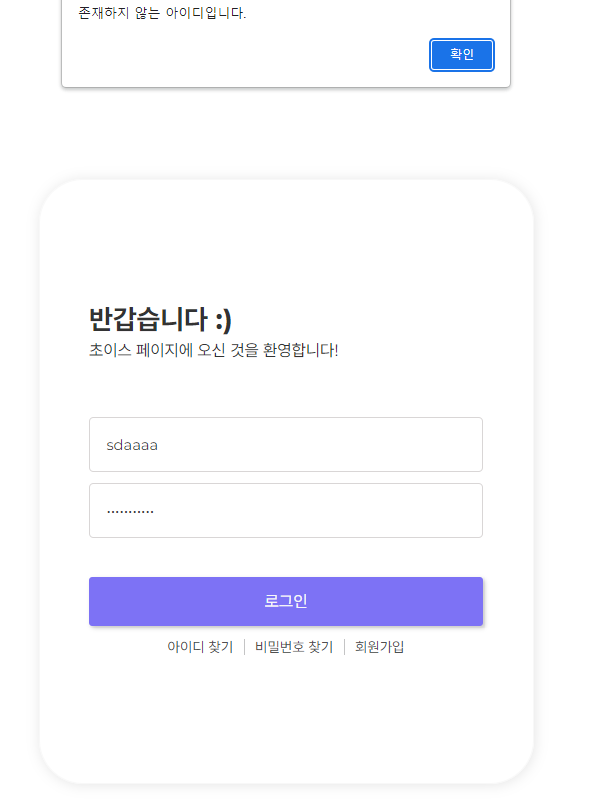 존재하지 않는 아이디입니다.
확인
반갑습니다 :)
초이스 페이지에 오신 것을 환영합니다!
sdaaaa
···········
로그인
아이디 찾기 | 비밀번호 찾기 | 회원가입